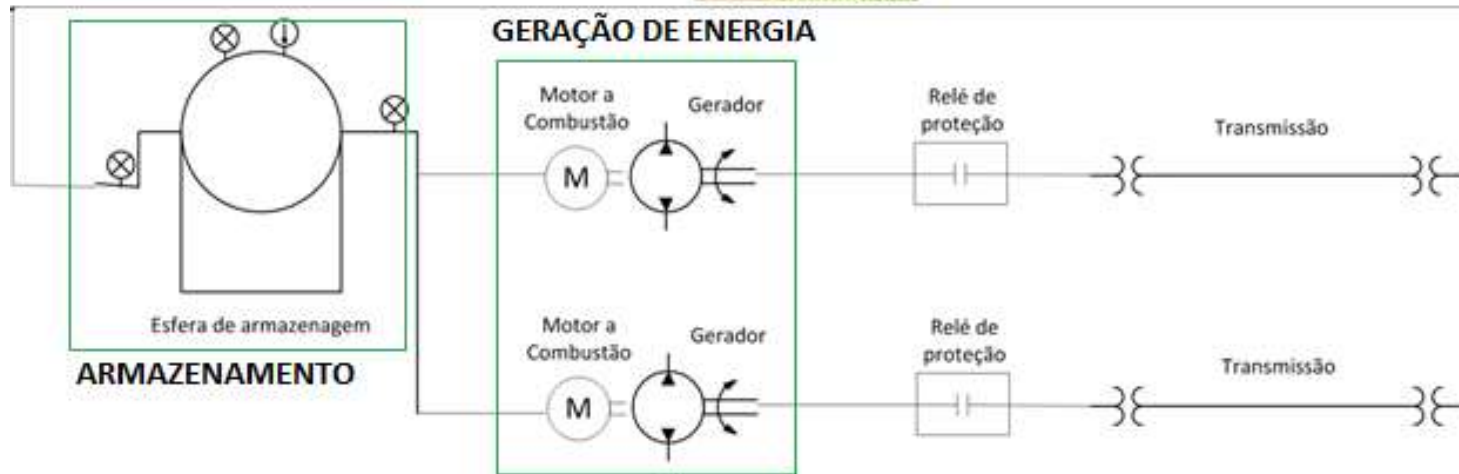 GERAÇÃO DE ENERGIA
Motor a
Combustão
Gerador
Relé de
proteção
Transmissão
M
Esfera de armazenagem
ARMAZENAMENTO
Motor a
Combustão
Gerador
Relé de
proteção
Transmissão
M